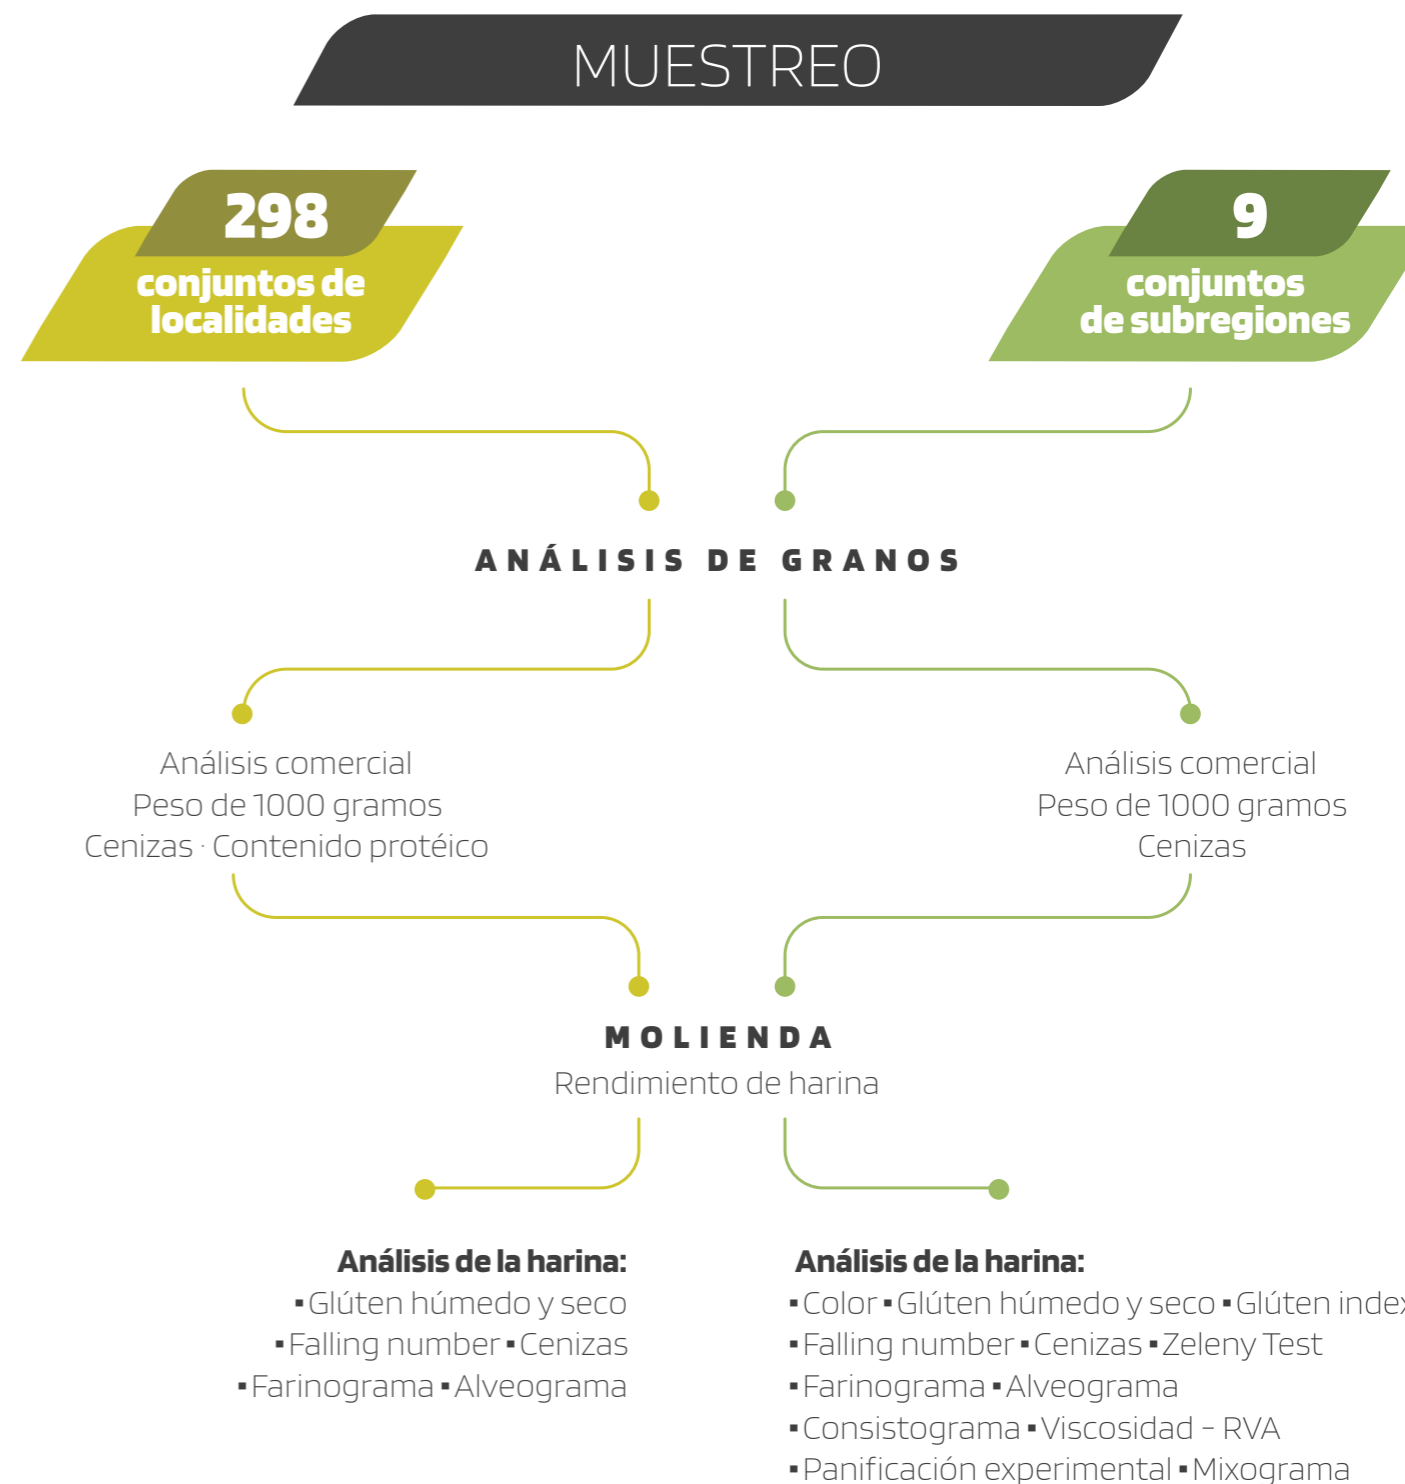 MUESTREO
298
conjuntos de
localidades
9
conjuntos
de subregiones
ANÁLISIS DE GRANOS
Análisis comercial
Peso de 1000 gramos
Cenizas · Contenido protéico
Análisis comercial
Peso de 1000 gramos
Cenizas
MOLIENDA
Rendimiento de harina
Análisis de la harina:
▪Glúten húmedo y seco
▪Falling number ▪Cenizas
▪Farinograma ▪Alveograma
Análisis de la harina:
▪Color ▪Glúten húmedo y seco ▪Glúten index
▪Falling number ▪Cenizas ▪Zeleny Test
▪Farinograma ▪Alveograma
▪Consistograma ▪Viscosidad – RVA
▪Panificación experimental ▪Mixograma